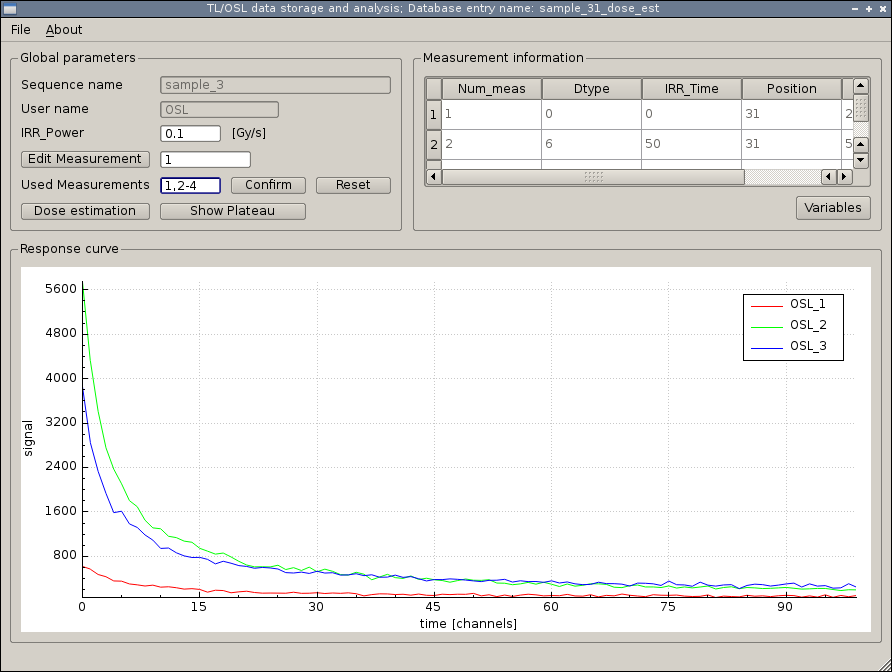 TL/OSL data storage and analysis; Database entry name: sample_31_dose_est
File About
Global parameters
Sequence name sample_3
User name OSL
IRR_Power 0.1 [Gy/s]
Edit Measurement 1
Used Measurements 1,2-4 Confirm Reset
Dose estimation Show Plateau
Measurement information
Num_meas Dtype IRR_Time Position
1 1 0 0 31 2
2 2 6 50 31 5
Variables
Response curve
5600
4800
4000
3200
2400
1600
800
signal
OSL_1
OSL_2
OSL_3
0 15 30 45 60 75 90
time [channels]